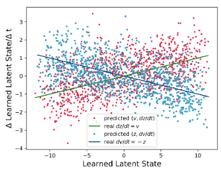 4
3
2
1
0
−1
−2
−3
−4
Δ Learned Latent State/Δ t
predicted (v, dz/dt)
real dz/dt = v
predicted (z, dv/dt)
real dv/dt = −z
−10
−5
0
5
10
Learned Latent State